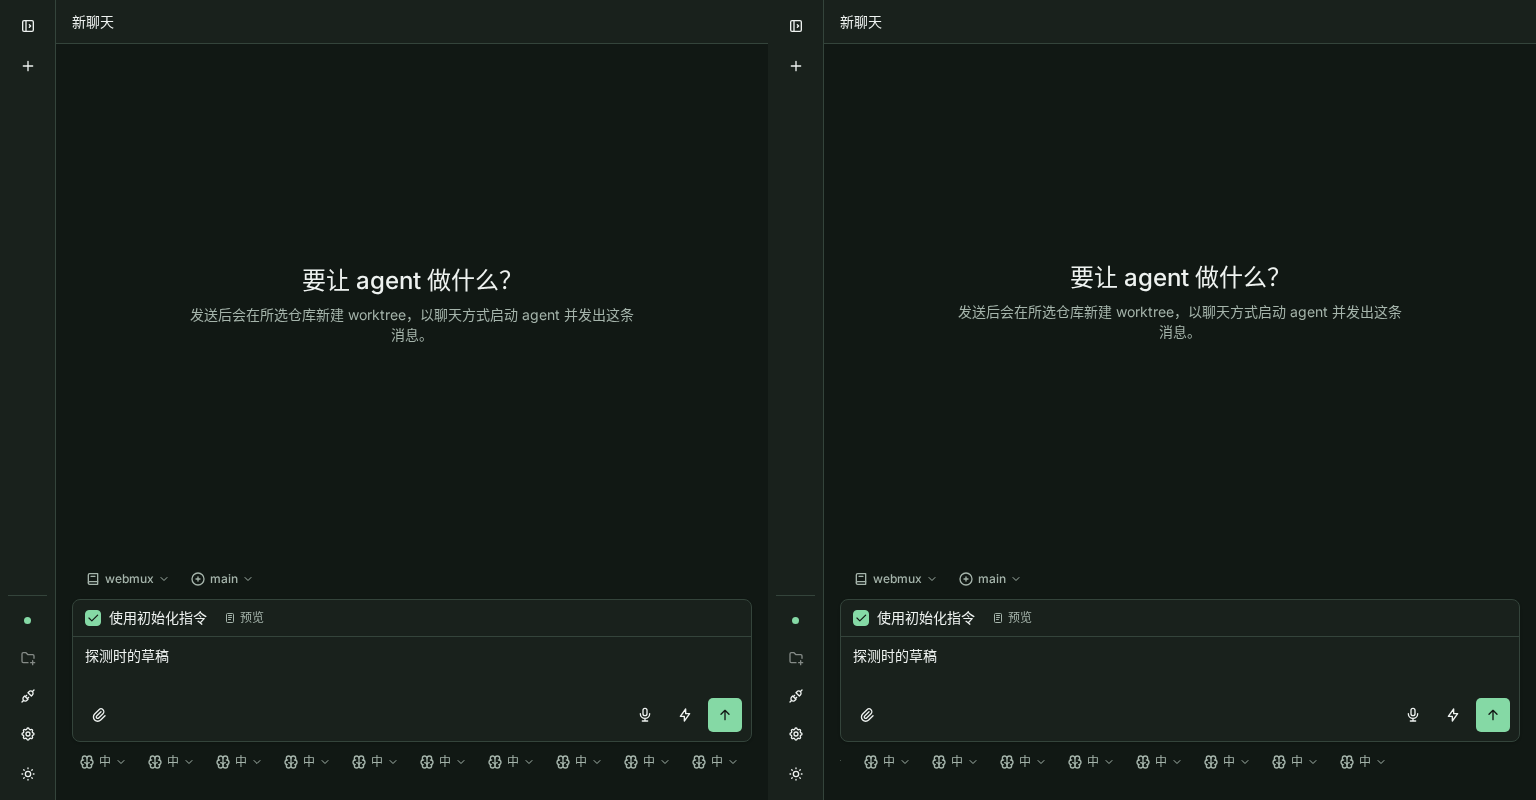 新聊天
要让 agent 做什么？
发送后会在所选仓库新建 worktree，以聊天方式启动 agent 并发出这条
消息。
webmux main
使用初始化指令 预览
探测时的草稿
中 中 中 中 中 中 中 中 中 中
新聊天
要让 agent 做什么？
发送后会在所选仓库新建 worktree，以聊天方式启动 agent 并发出这条
消息。
webmux main
使用初始化指令 预览
探测时的草稿
中 中 中 中 中 中 中 中